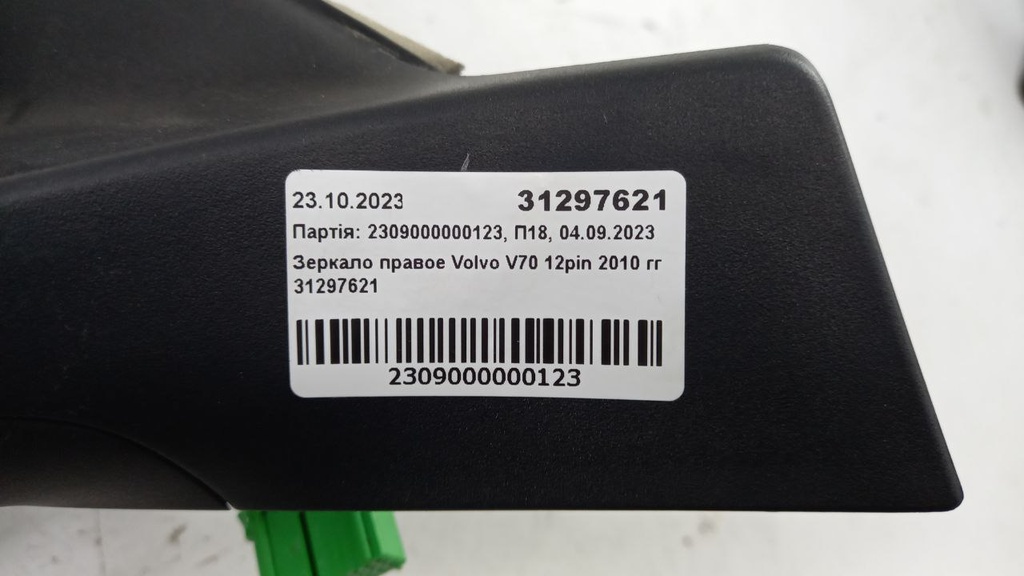 23.10.2023 31297621
Партія: 2309000000123, П18, 04.09.2023
Зеркало правое Volvo V70 12pin 2010 гг
31297621
2309000000123